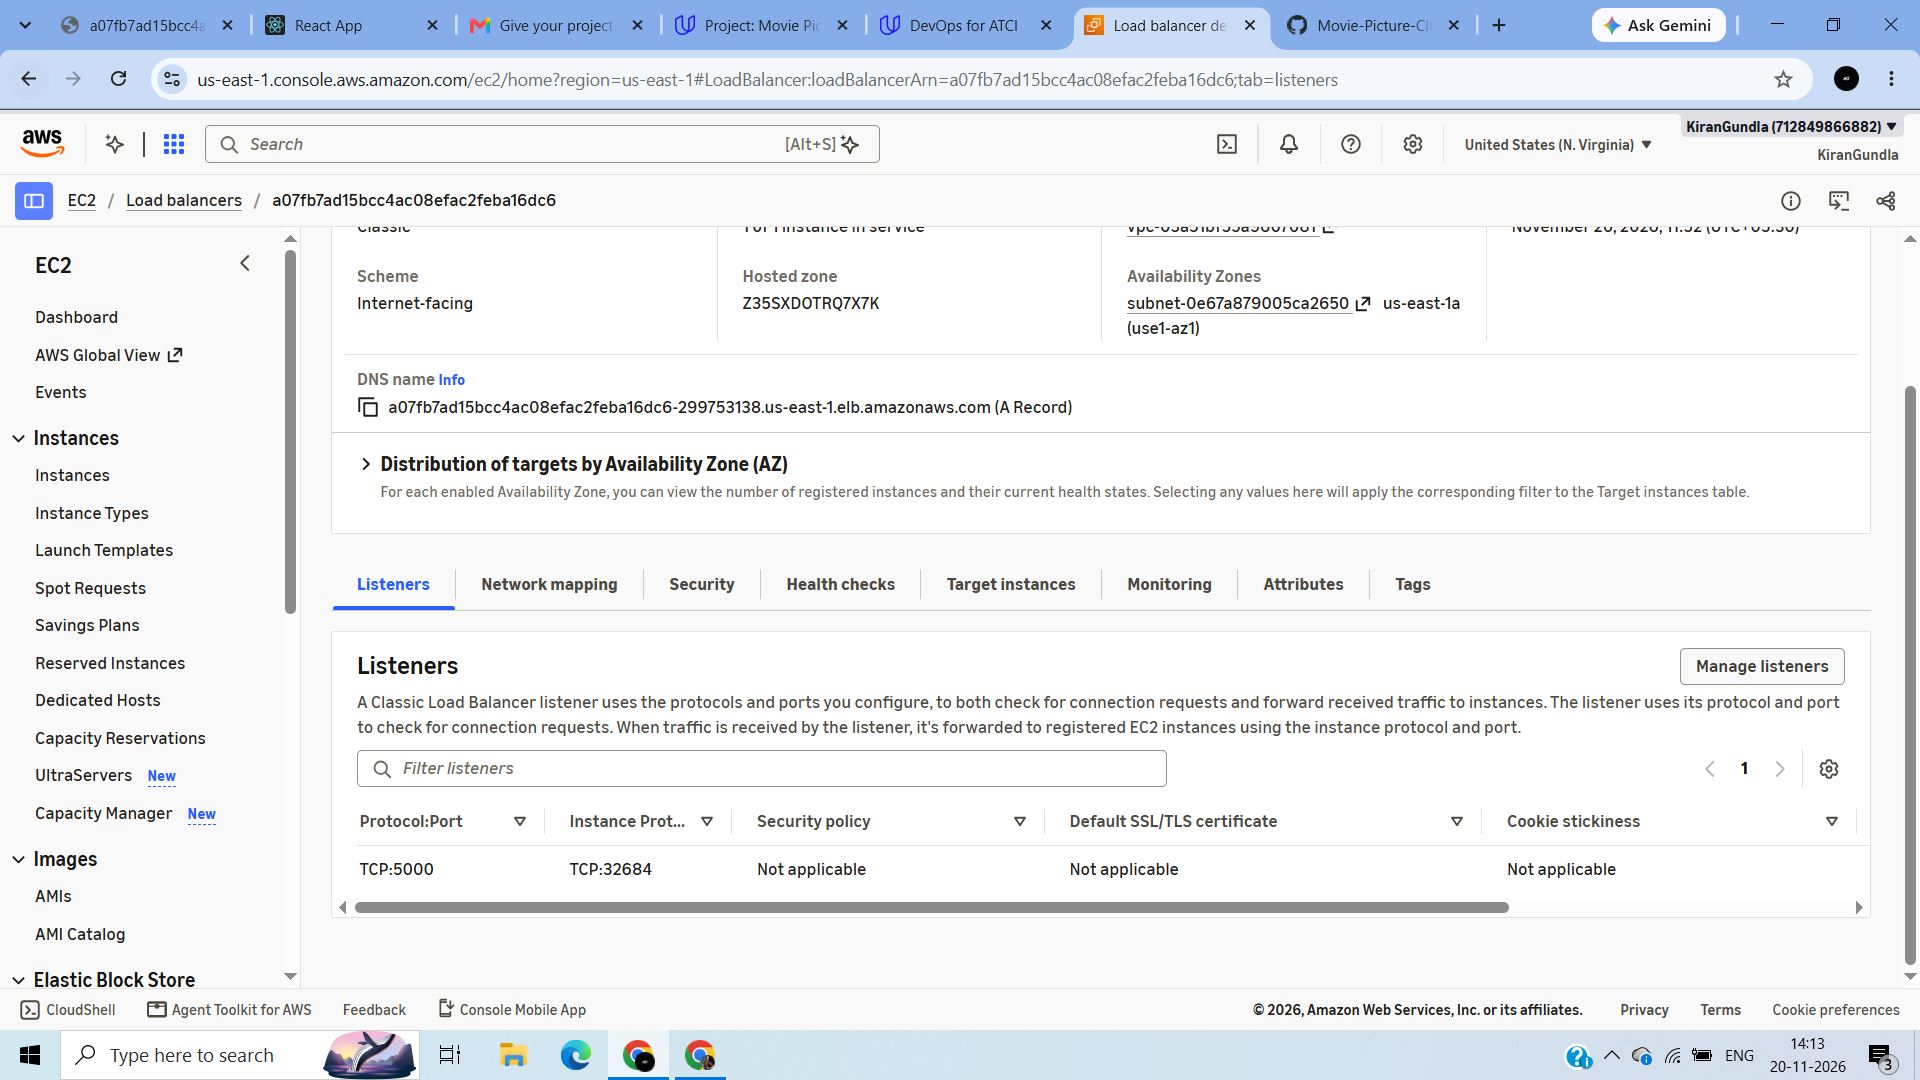 a07fb7ad15bcc4a
React App
Give your project
Project: Movie Pic
DevOps for ATCI
Load balancer de
Movie-Picture-CI
Ask Gemini
us-east-1.console.aws.amazon.com/ec2/home?region=us-east-1#LoadBalancer:loadBalancerArn=a07fb7ad15bcc4ac08efac2feba16dc6;tab=listeners
aws
Search
[Alt+S]
United States (N. Virginia)
KiranGundla (712849866882)
KiranGundla
EC2 / Load balancers / a07fb7ad15bcc4ac08efac2feba16dc6
EC2
Dashboard
AWS Global View
Events
Instances
Instances
Instance Types
Launch Templates
Spot Requests
Savings Plans
Reserved Instances
Dedicated Hosts
Capacity Reservations
UltraServers New
Capacity Manager New
Images
AMIs
AMI Catalog
Elastic Block Store
Classic
1 of 1 instance in service
Scheme
Internet-facing
Hosted zone
Z35SXDOTRQ7X7K
Availability Zones
subnet-0e67a879005ca2650 us-east-1a
(use1-az1)
DNS name Info
a07fb7ad15bcc4ac08efac2feba16dc6-299753138.us-east-1.elb.amazonaws.com (A Record)
Distribution of targets by Availability Zone (AZ)
For each enabled Availability Zone, you can view the number of registered instances and their current health states. Selecting any values here will apply the corresponding filter to the Target instances table.
Listeners
Network mapping
Security
Health checks
Target instances
Monitoring
Attributes
Tags
Listeners
Manage listeners
A Classic Load Balancer listener uses the protocols and ports you configure, to both check for connection requests and forward received traffic to instances. The listener uses its protocol and port
to check for connection requests. When traffic is received by the listener, it's forwarded to registered EC2 instances using the instance protocol and port.
Filter listeners
1
Protocol:Port
Instance Prot...
Security policy
Default SSL/TLS certificate
Cookie stickiness
TCP:5000
TCP:32684
Not applicable
Not applicable
Not applicable
CloudShell
Agent Toolkit for AWS
Feedback
Console Mobile App
© 2026, Amazon Web Services, Inc. or its affiliates.
Privacy
Terms
Cookie preferences
Type here to search
ENG
14:13
20-11-2026
3